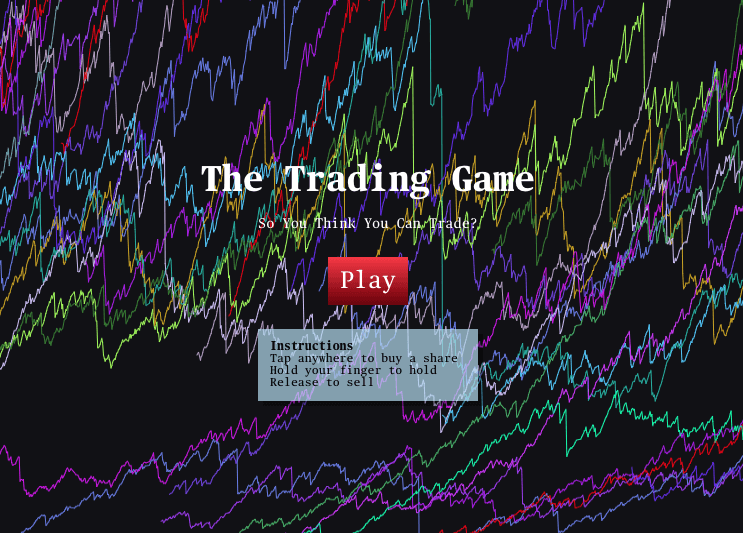 The Trading Game
So You Think You Can Trade?
Play
Instructions
Tap anywhere to buy a share
Hold your finger to hold
Release to sell